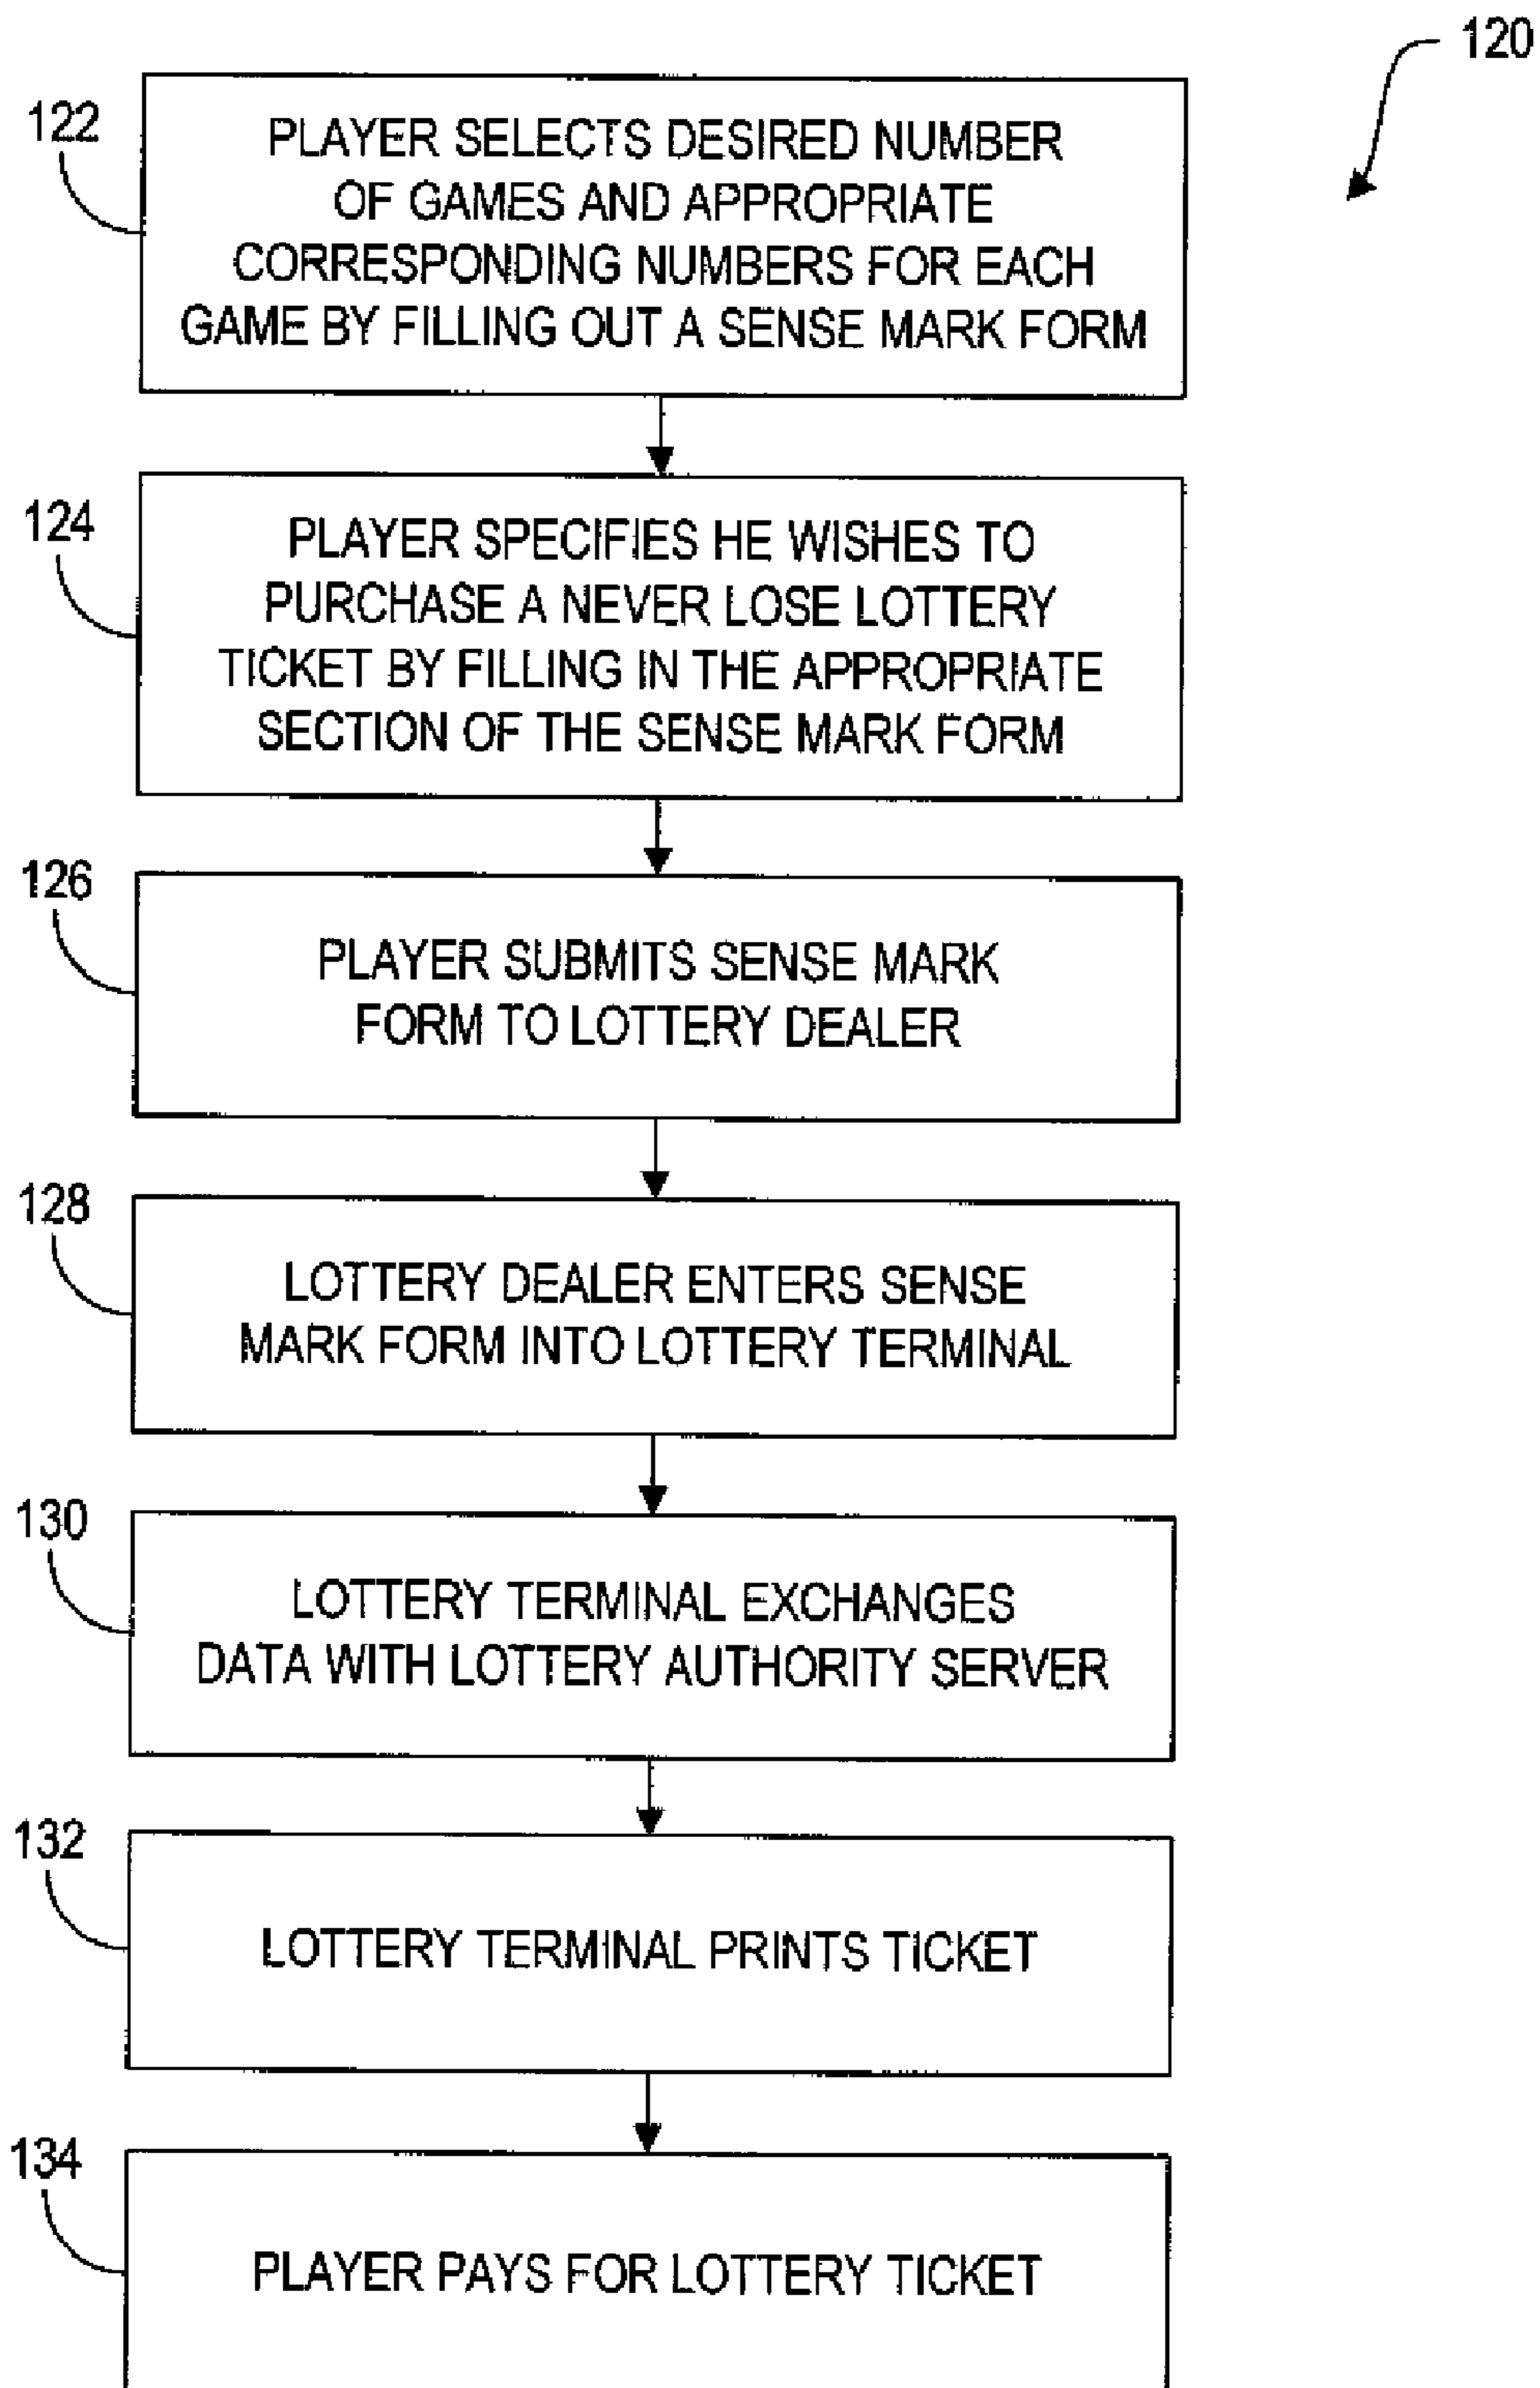 120
122
PLAYER SELECTS DESIRED NUMBER
OF GAMES AND APPROPRIATE
CORRESPONDING NUMBERS FOR EACH
GAME BY FILLING OUT A SENSE MARK FORM
124
PLAYER SPECIFIES HE WISHES TO
PURCHASE A NEVER LOSE LOTTERY
TICKET BY FILLING IN THE APPROPRIATE
SECTION OF THE SENSE MARK FORM
126
PLAYER SUBMITS SENSE MARK
FORM TO LOTTERY DEALER
128
LOTTERY DEALER ENTERS SENSE
MARK FORM INTO LOTTERY TERMINAL
130
LOTTERY TERMINAL EXCHANGES
DATA WITH LOTTERY AUTHORITY SERVER
132
LOTTERY TERMINAL PRINTS TICKET
134
PLAYER PAYS FOR LOTTERY TICKET